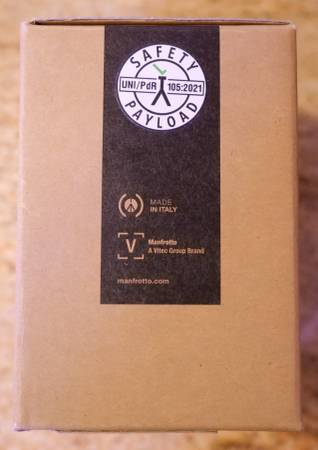 SAFETY
UNI/PdR 105:2021
PAYLOAD
MADE
IN ITALY
V
Manfrotto
A Vitec Group Brand
manfrotto.com